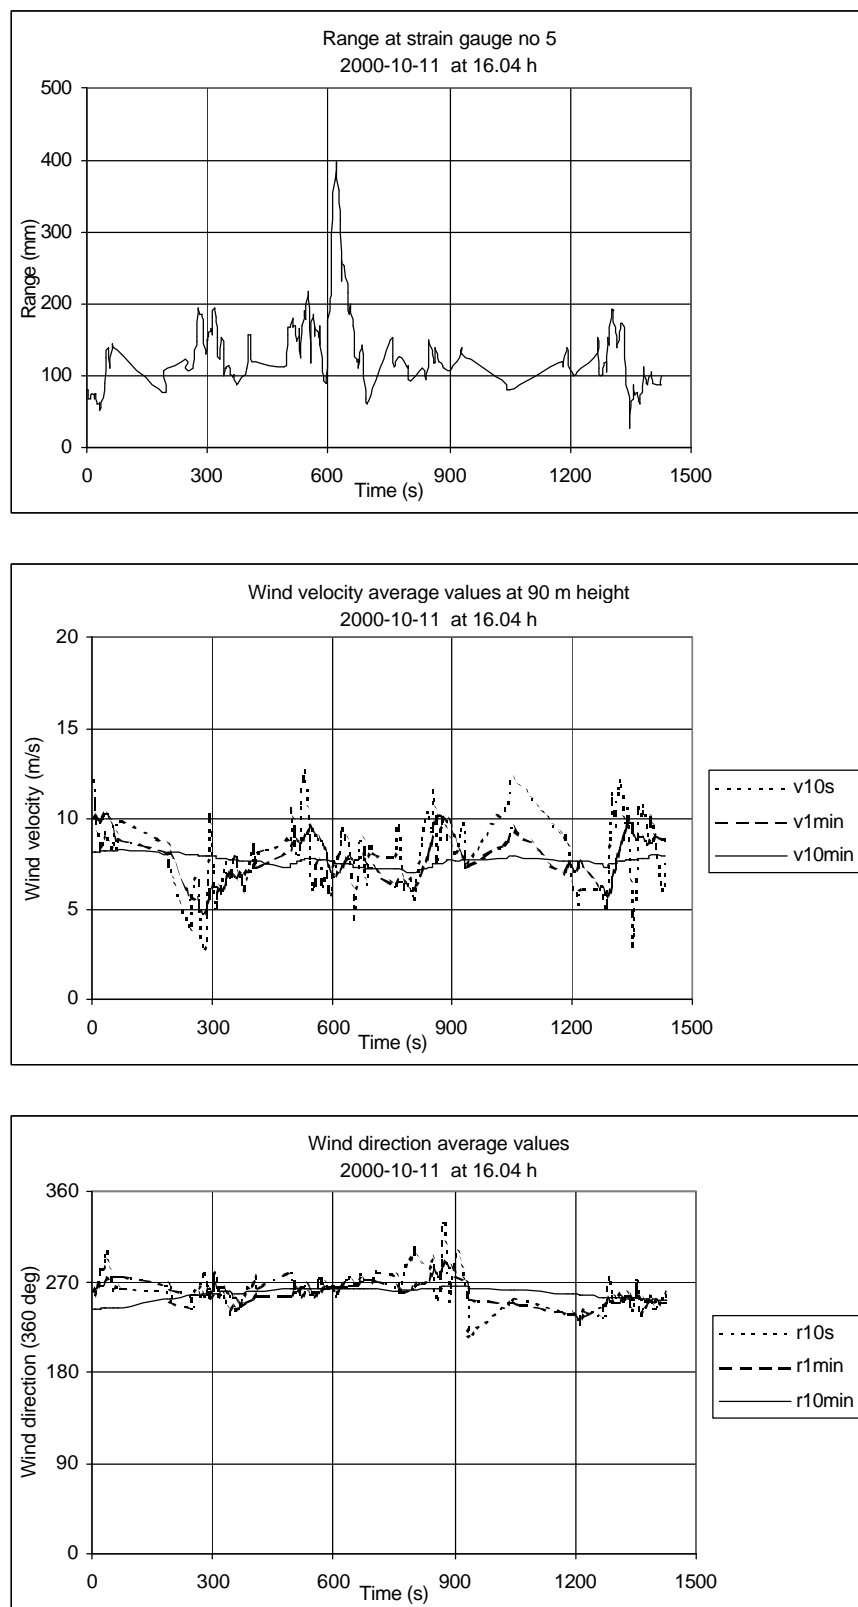 Range at strain gauge no 5
2000-10-11 at 16.04 h
500
400
300
200
100
0
Range (mm)
0 300 600 900 1200 1500
Time (s)
Wind velocity average values at 90 m height
2000-10-11 at 16.04 h
20
15
10
5
0
Wind velocity (m/s)
0 300 600 900 1200 1500
Time (s)
v10s
v1min
v10min
Wind direction average values
2000-10-11 at 16.04 h
360
270
180
90
0
Wind direction (360 deg)
0 300 600 900 1200 1500
Time (s)
r10s
r1min
r10min